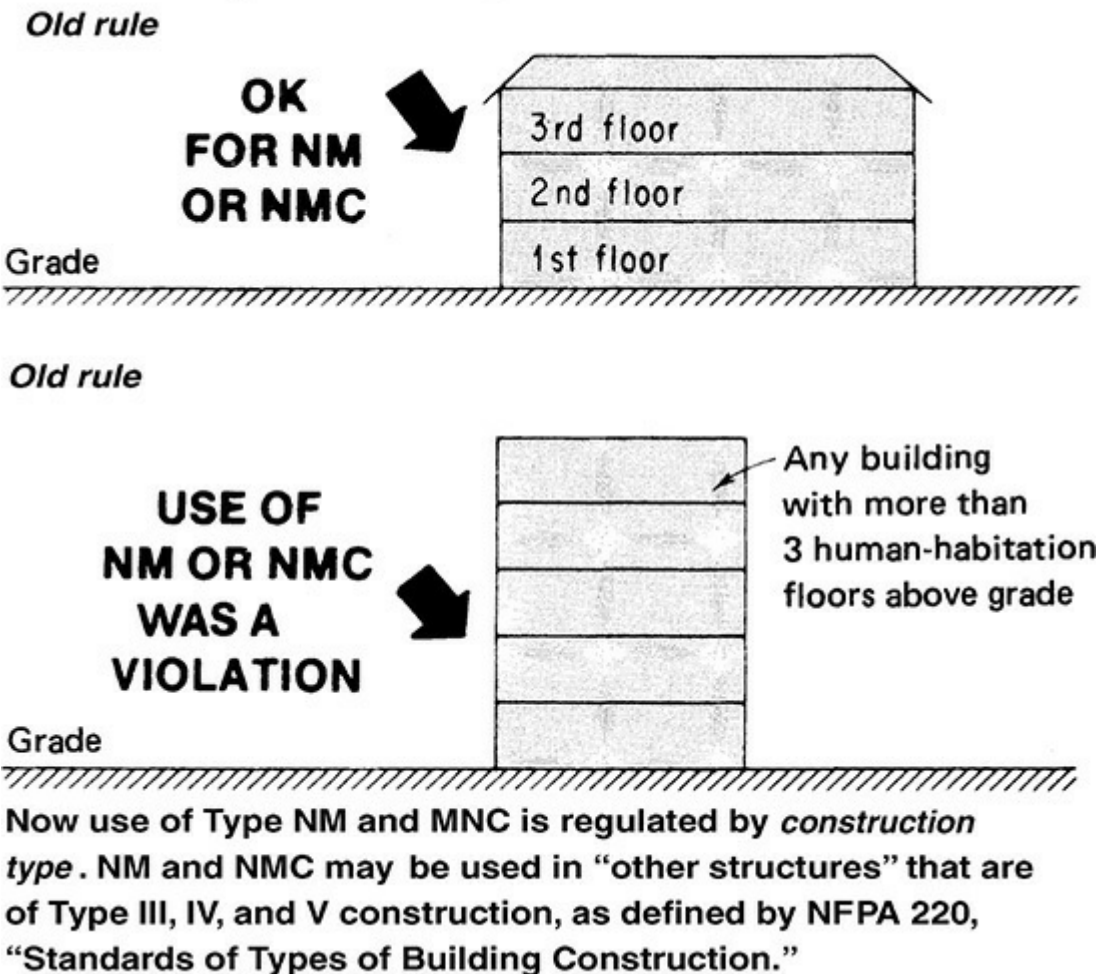 Old rule
OK
FOR NM
OR NMC
3rd floor
2nd floor
1st floor
Grade
Old rule
USE OF
NM OR NMC
WAS A
VIOLATION
Any building
with more than
3 human-habitation
floors above grade
Grade
Now use of Type NM and MNC is regulated by construction
type. NM and NMC may be used in “other structures” that are
of Type III, IV, and V construction, as defined by NFPA 220,
“Standards of Types of Building Construction.”